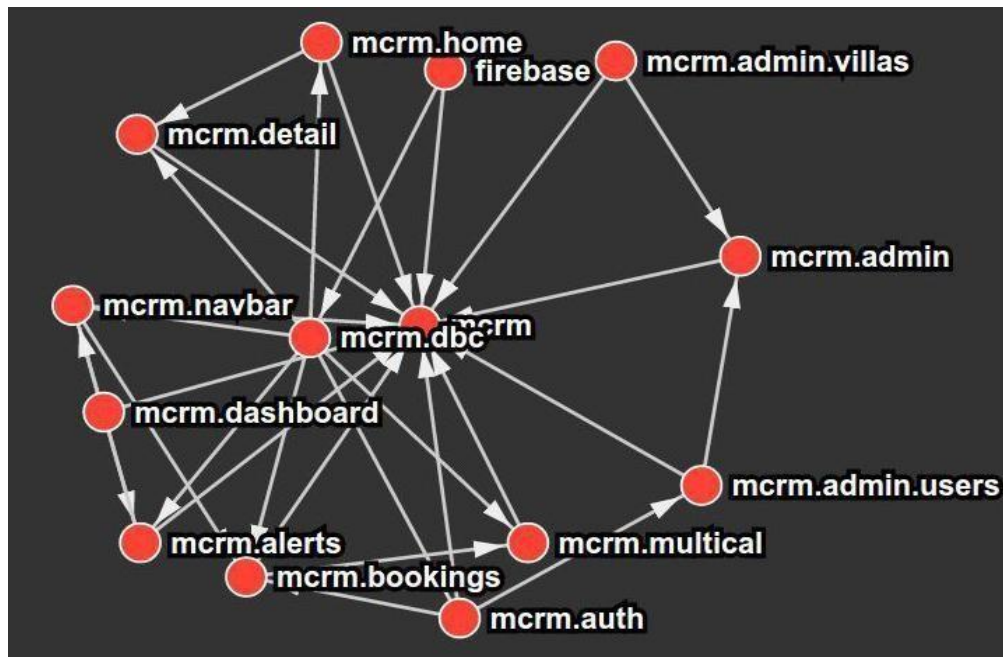 mcrm.home
firebase
mcrm.admin.villas
mcrm.detail
mcrm.admin
mcrm.navbar
mcrm
mcrm.dbc
mcrm.dashboard
mcrm.admin.users
mcrm.alerts
mcrm.multical
mcrm.bookings
mcrm.auth